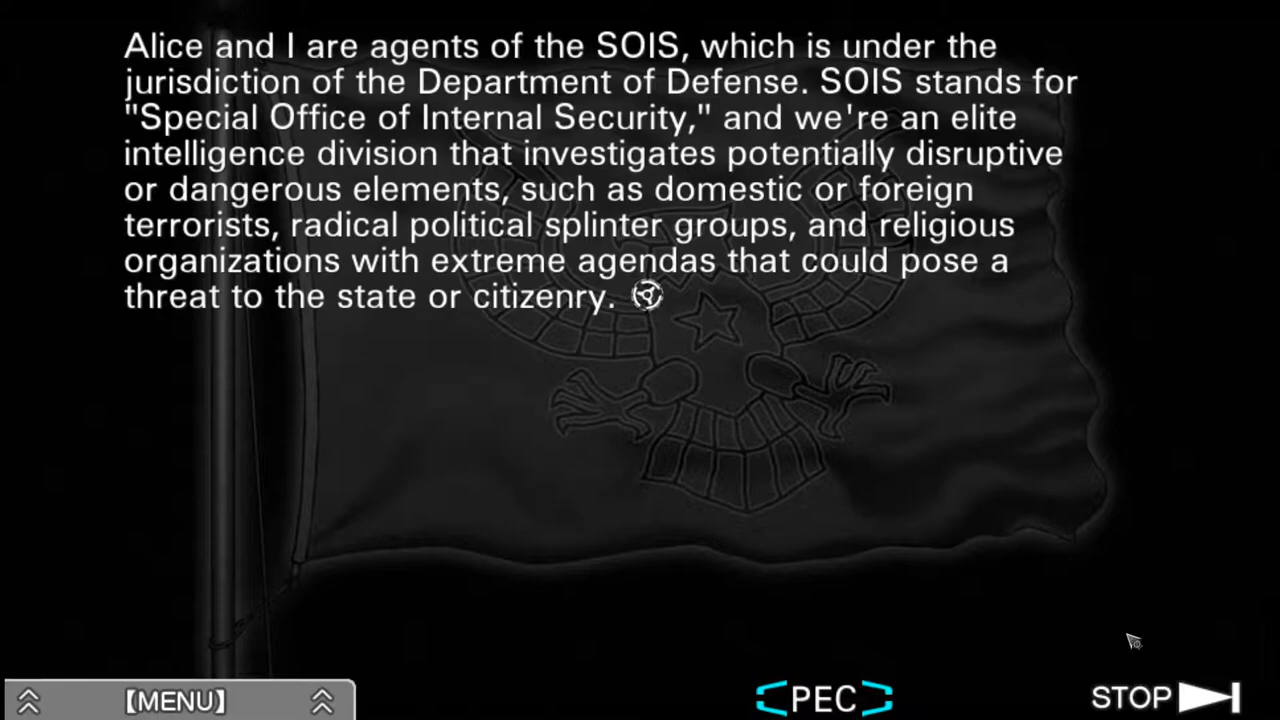 Alice and I are agents of the SOIS, which is under the
jurisdiction of the Department of Defense. SOIS stands for
"Special Office of Internal Security," and we're an elite
intelligence division that investigates potentially disruptive
or dangerous elements, such as domestic or foreign
terrorists, radical political splinter groups, and religious
organizations with extreme agendas that could pose a
threat to the state or citizenry.
【MENU】
PEC
STOP